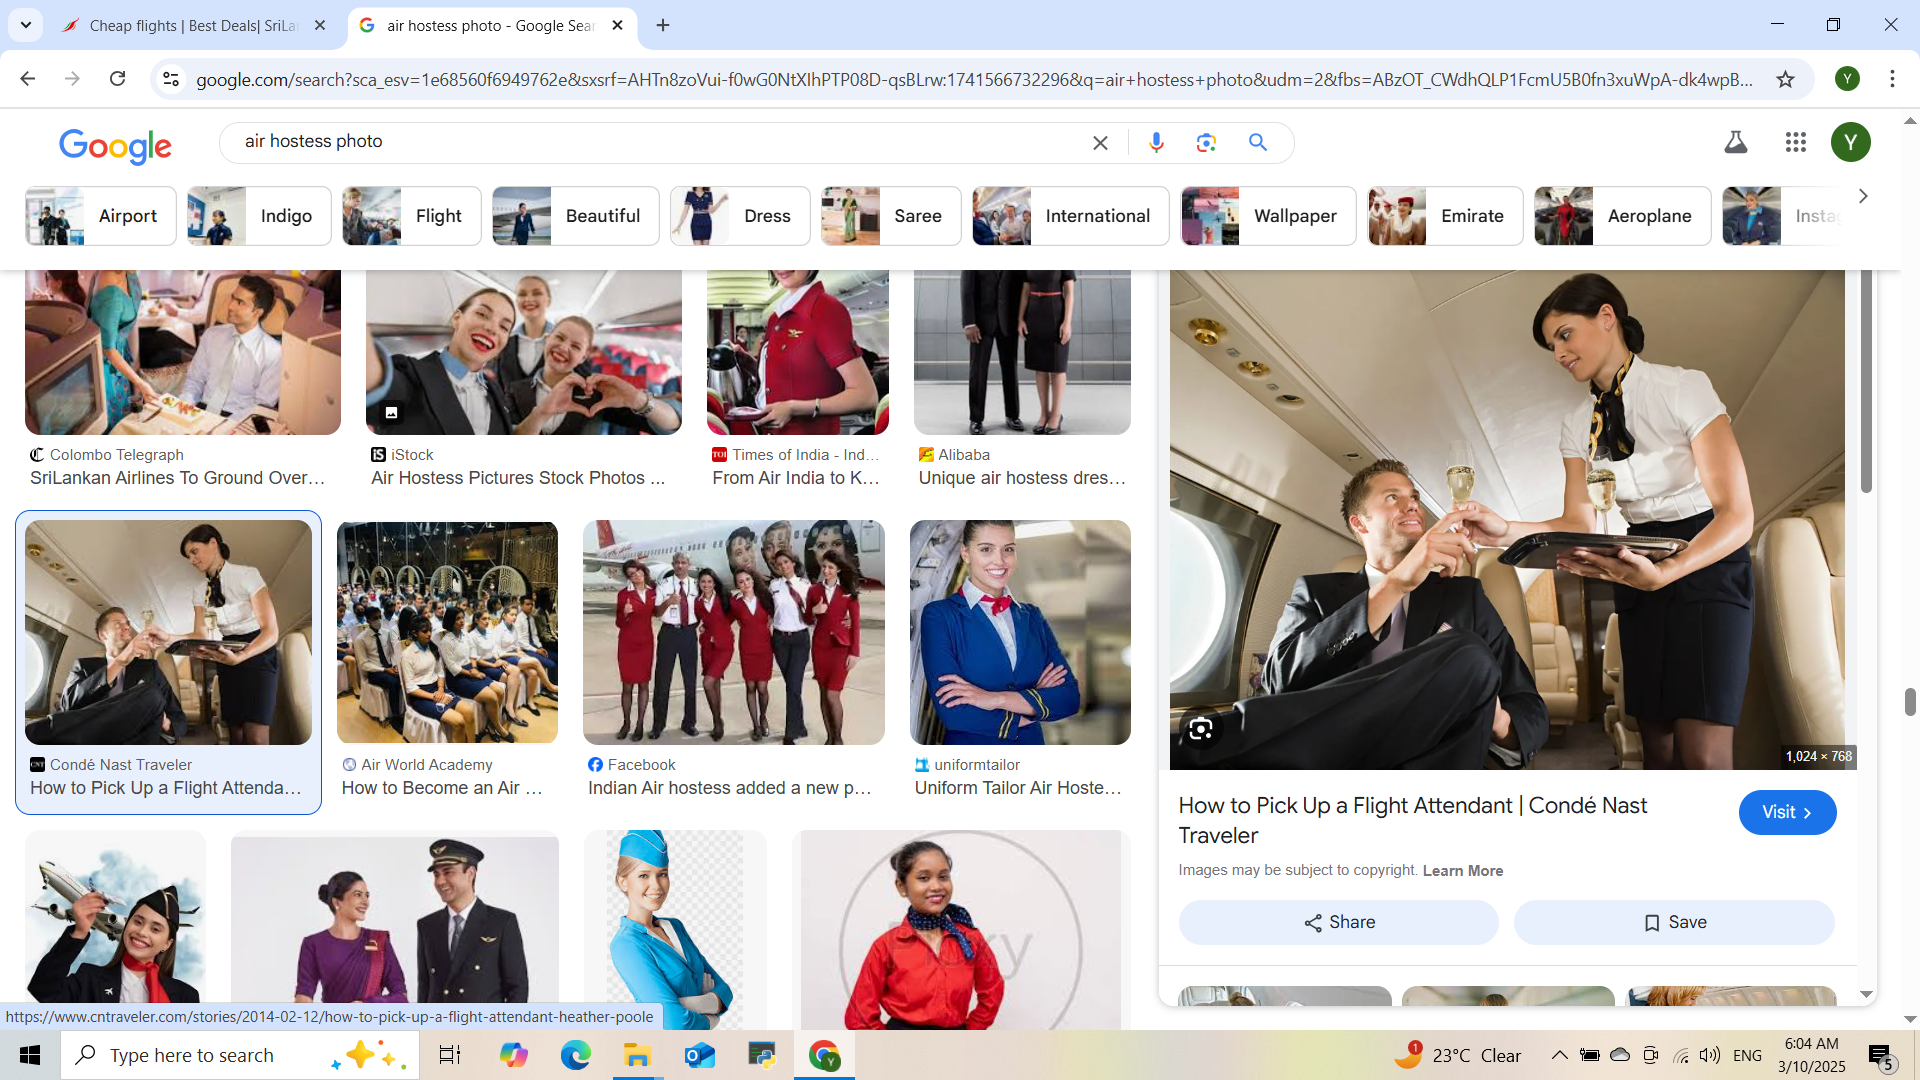 Cheap flights | Best Deals| SriLa
air hostess photo - Google Sear
google.com/search?sca_esv=1e68560f6949762e&sxsrf=AHTn8zoVui-f0wG0NtXIhPTP08D-qsBLrw:1741566732296&q=air+hostess+photo&udm=2&fbs=ABzOT_CWdhQLP1FcmU5B0fn3xuWpA-dk4wpB...
Y
Google
air hostess photo
Y
Airport
Indigo
Flight
Beautiful
Dress
Saree
International
Wallpaper
Emirate
Aeroplane
Insta
Colombo Telegraph
SriLankan Airlines To Ground Over...
iS iStock
Air Hostess Pictures Stock Photos ...
TOI Times of India - Ind...
From Air India to K...
Alibaba
Unique air hostess dres...
CNT Condé Nast Traveler
How to Pick Up a Flight Attenda...
Air World Academy
How to Become an Air ...
Facebook
Indian Air hostess added a new p...
uniformtailor
Uniform Tailor Air Hoste...
1,024 × 768
How to Pick Up a Flight Attendant | Condé Nast
Traveler
Visit
Images may be subject to copyright. Learn More
Share
Save
https://www.cntraveler.com/stories/2014-02-12/how-to-pick-up-a-flight-attendant-heather-poole
Type here to search
Y
1
23°C Clear
ENG
6:04 AM
3/10/2025
5